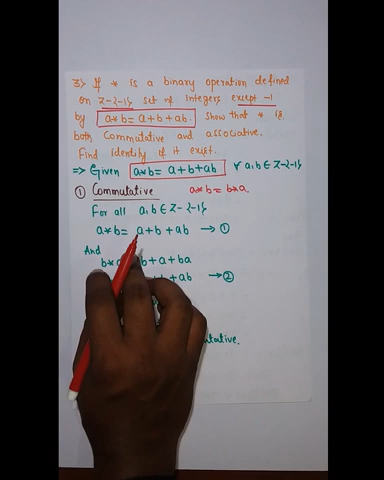 3) If * is a binary operation defined
on Z-{-1} set of integers except -1
by a*b = a+b+ab. Show that * is
both Commutative and associative.
Find identity if it exist.
=> Given a*b = a+b+ab ∀ a,b ∈ Z-{-1}
① Commutative a*b = b*a.
For all a,b ∈ Z-{-1}
a*b = a+b+ab → ①
And
b+a+ba
+ab → ②